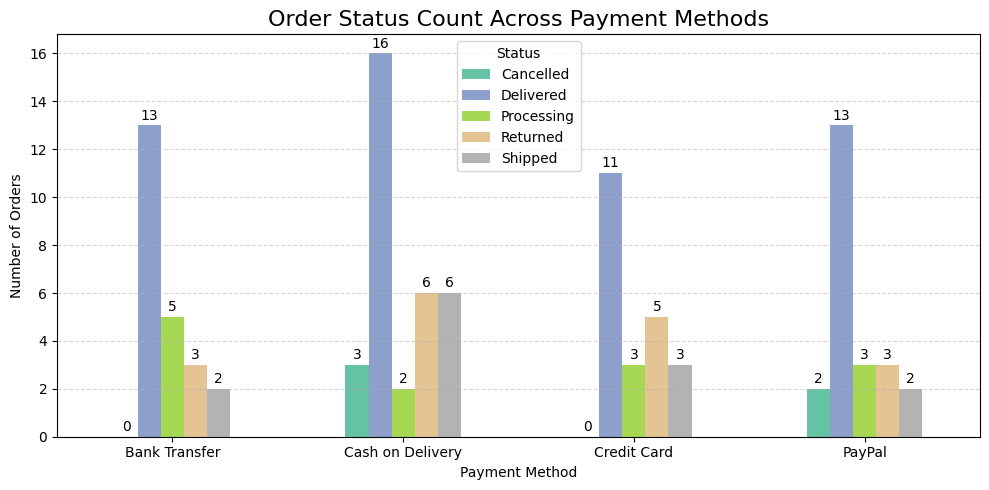 Order Status Count Across Payment Methods
Number of Orders
16
14
12
10
8
6
4
2
0
Status
Cancelled
Delivered
Processing
Returned
Shipped
0
13
5
3
2
3
16
2
6
6
0
11
3
5
3
2
13
3
3
2
Bank Transfer
Cash on Delivery
Credit Card
PayPal
Payment Method